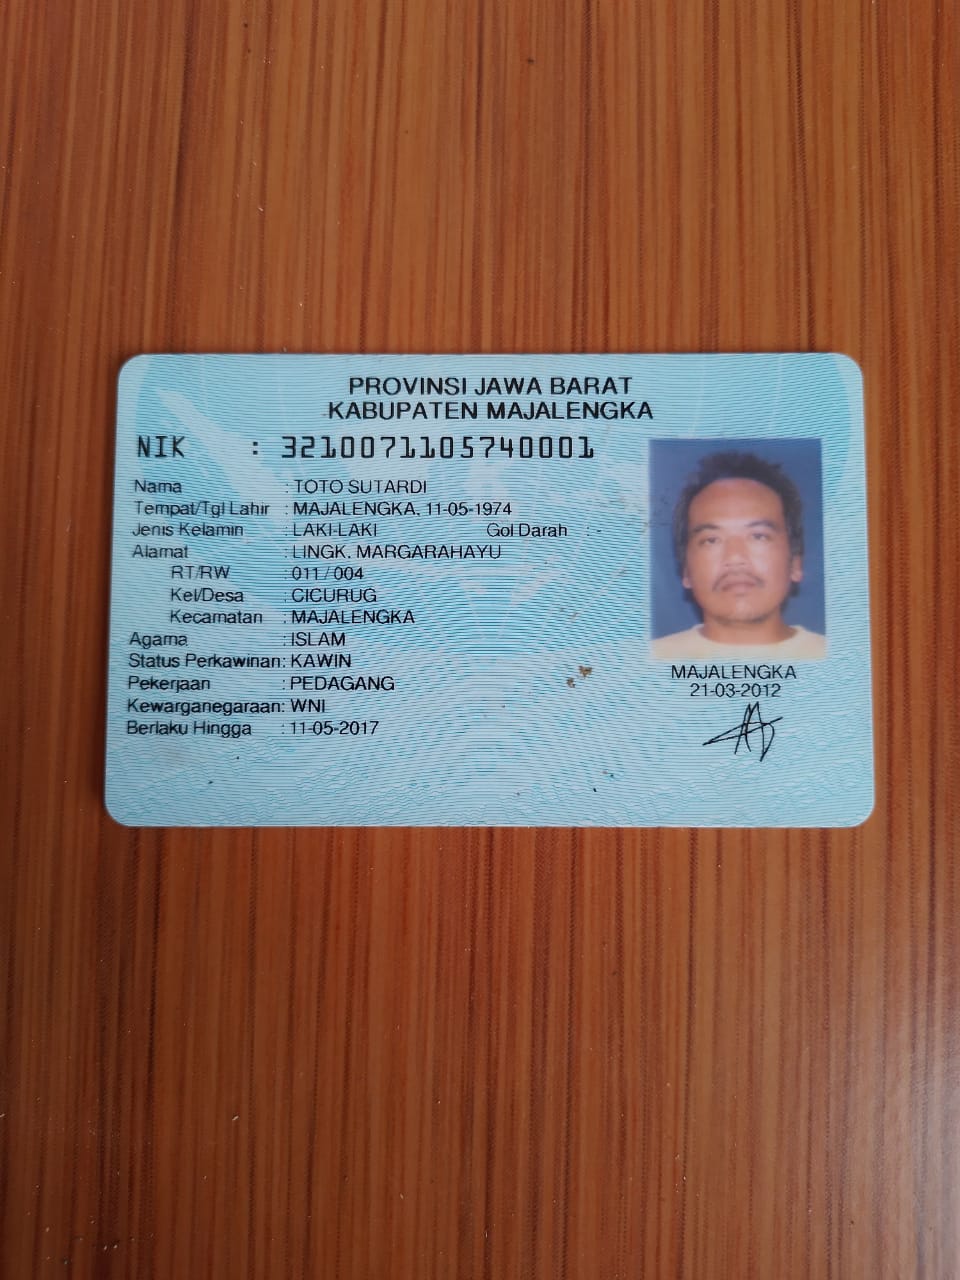 PROVINSI JAWA BARAT
KABUPATEN MAJALENGKA
NIK : 3210071105740001
Nama : TOTO SUTARDI
Tempat/Tgl Lahir : MAJALENGKA, 11-05-1974
Jenis Kelamin : LAKI-LAKI Gol Darah : -
Alamat : LINGK. MARGARAHAYU
RT/RW : 011 / 004
Kel/Desa : CICURUG
Kecamatan : MAJALENGKA
Agama : ISLAM
Status Perkawinan: KAWIN
Pekerjaan : PEDAGANG
Kewarganegaraan: WNI
Berlaku Hingga : 11-05-2017
MAJALENGKA
21-03-2012